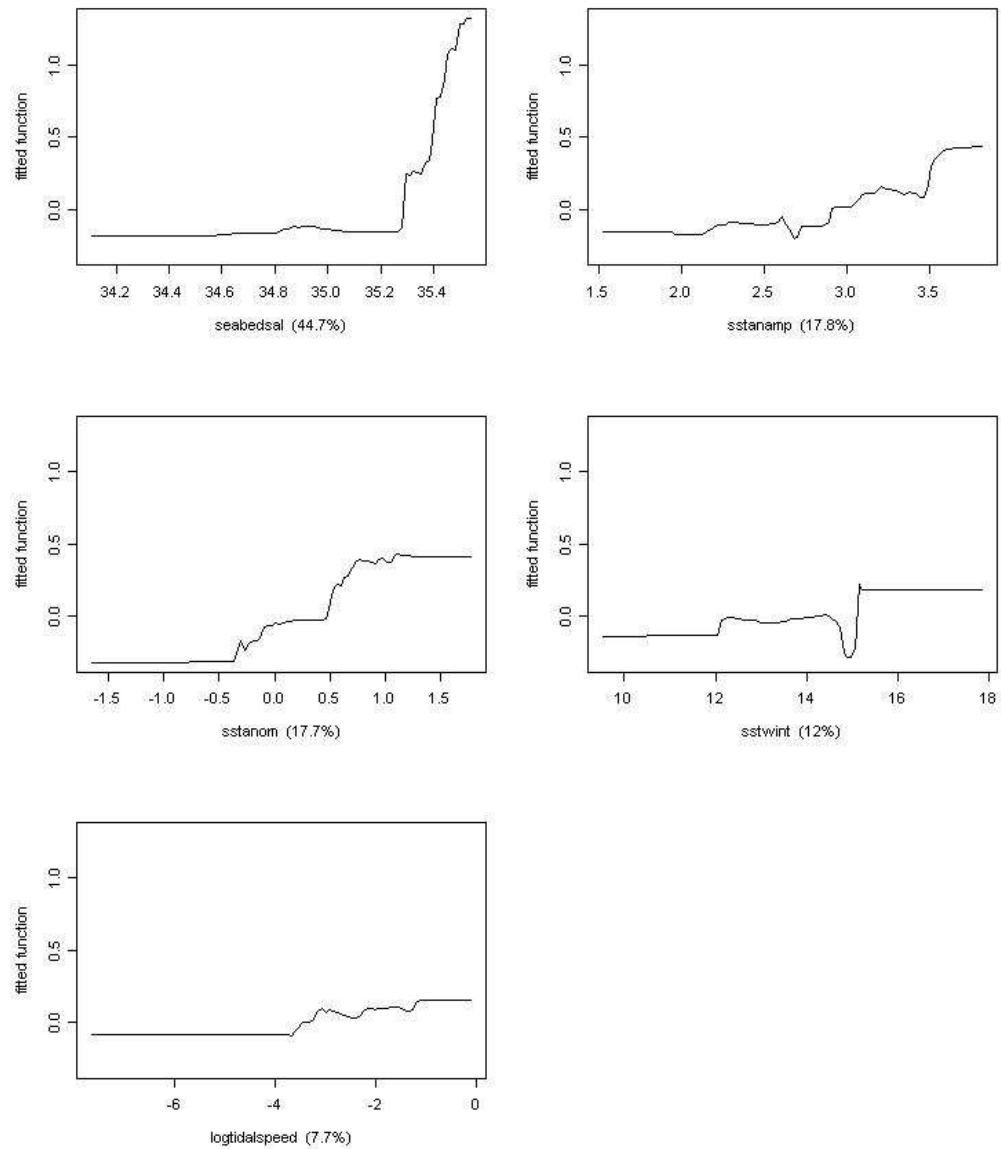 fitted function
0.0 0.5 1.0
34.2 34.4 34.6 34.8 35.0 35.2 35.4
seabedsal (44.7%)
fitted function
0.0 0.5 1.0
1.5 2.0 2.5 3.0 3.5
sstanamp (17.8%)
fitted function
0.0 0.5 1.0
-1.5 -1.0 -0.5 0.0 0.5 1.0 1.5
sstanom (17.7%)
fitted function
0.0 0.5 1.0
10 12 14 16 18
sstwint (12%)
fitted function
0.0 0.5 1.0
-6 -4 -2 0
logtidalspeed (7.7%)